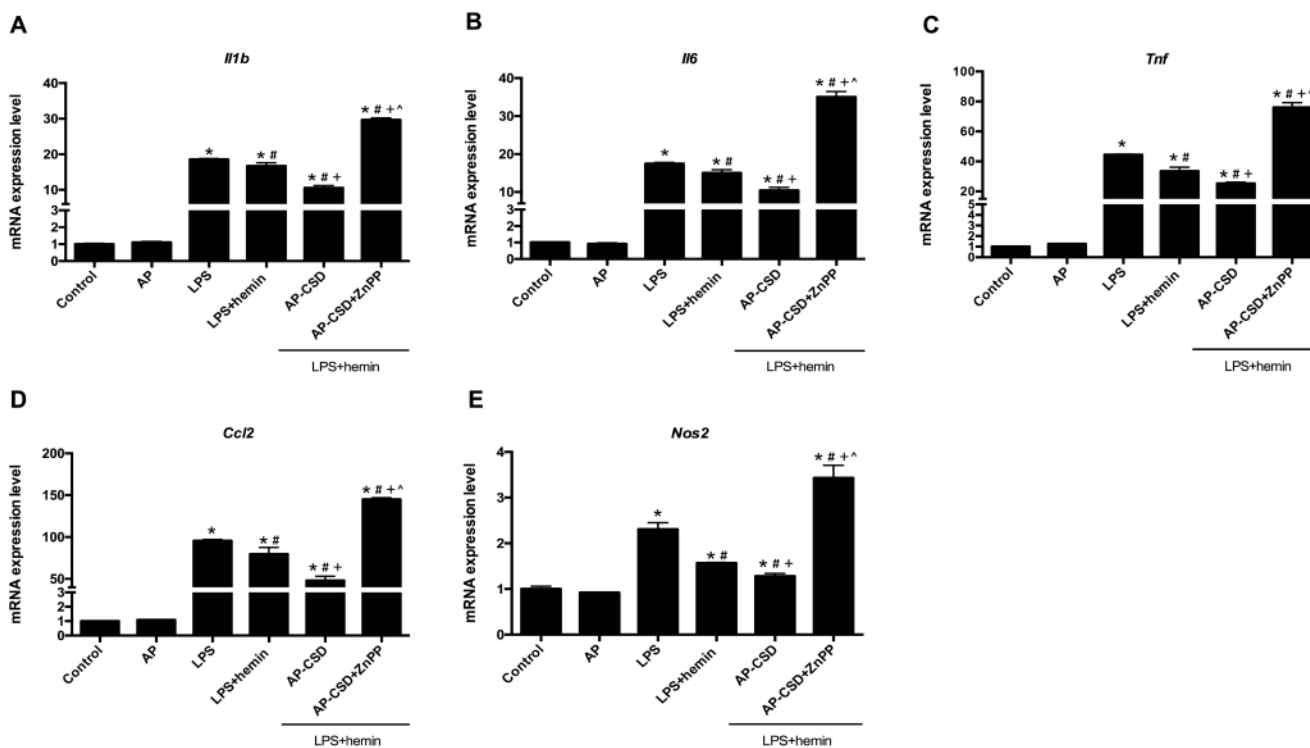 A
Il1b
mRNA expression level
40
30
20
10
3
2
1
0
*
* #
* # +
* # + ^
Control
AP
LPS
LPS+hemin
AP-CSD
AP-CSD+ZnPP
LPS+hemin
B
Il6
mRNA expression level
40
30
20
10
3
2
1
0
*
* #
* # +
* # + ^
Control
AP
LPS
LPS+hemin
AP-CSD
AP-CSD+ZnPP
LPS+hemin
C
Tnf
mRNA expression level
100
80
60
40
20
5
4
3
2
1
0
*
* #
* # +
* # + ^
Control
AP
LPS
LPS+hemin
AP-CSD
AP-CSD+ZnPP
LPS+hemin
D
Ccl2
mRNA expression level
200
150
100
50
3
2
1
0
*
* #
* # +
* # + ^
Control
AP
LPS
LPS+hemin
AP-CSD
AP-CSD+ZnPP
LPS+hemin
E
Nos2
mRNA expression level
4
3
2
1
0
*
* #
* # +
* # + ^
Control
AP
LPS
LPS+hemin
AP-CSD
AP-CSD+ZnPP
LPS+hemin